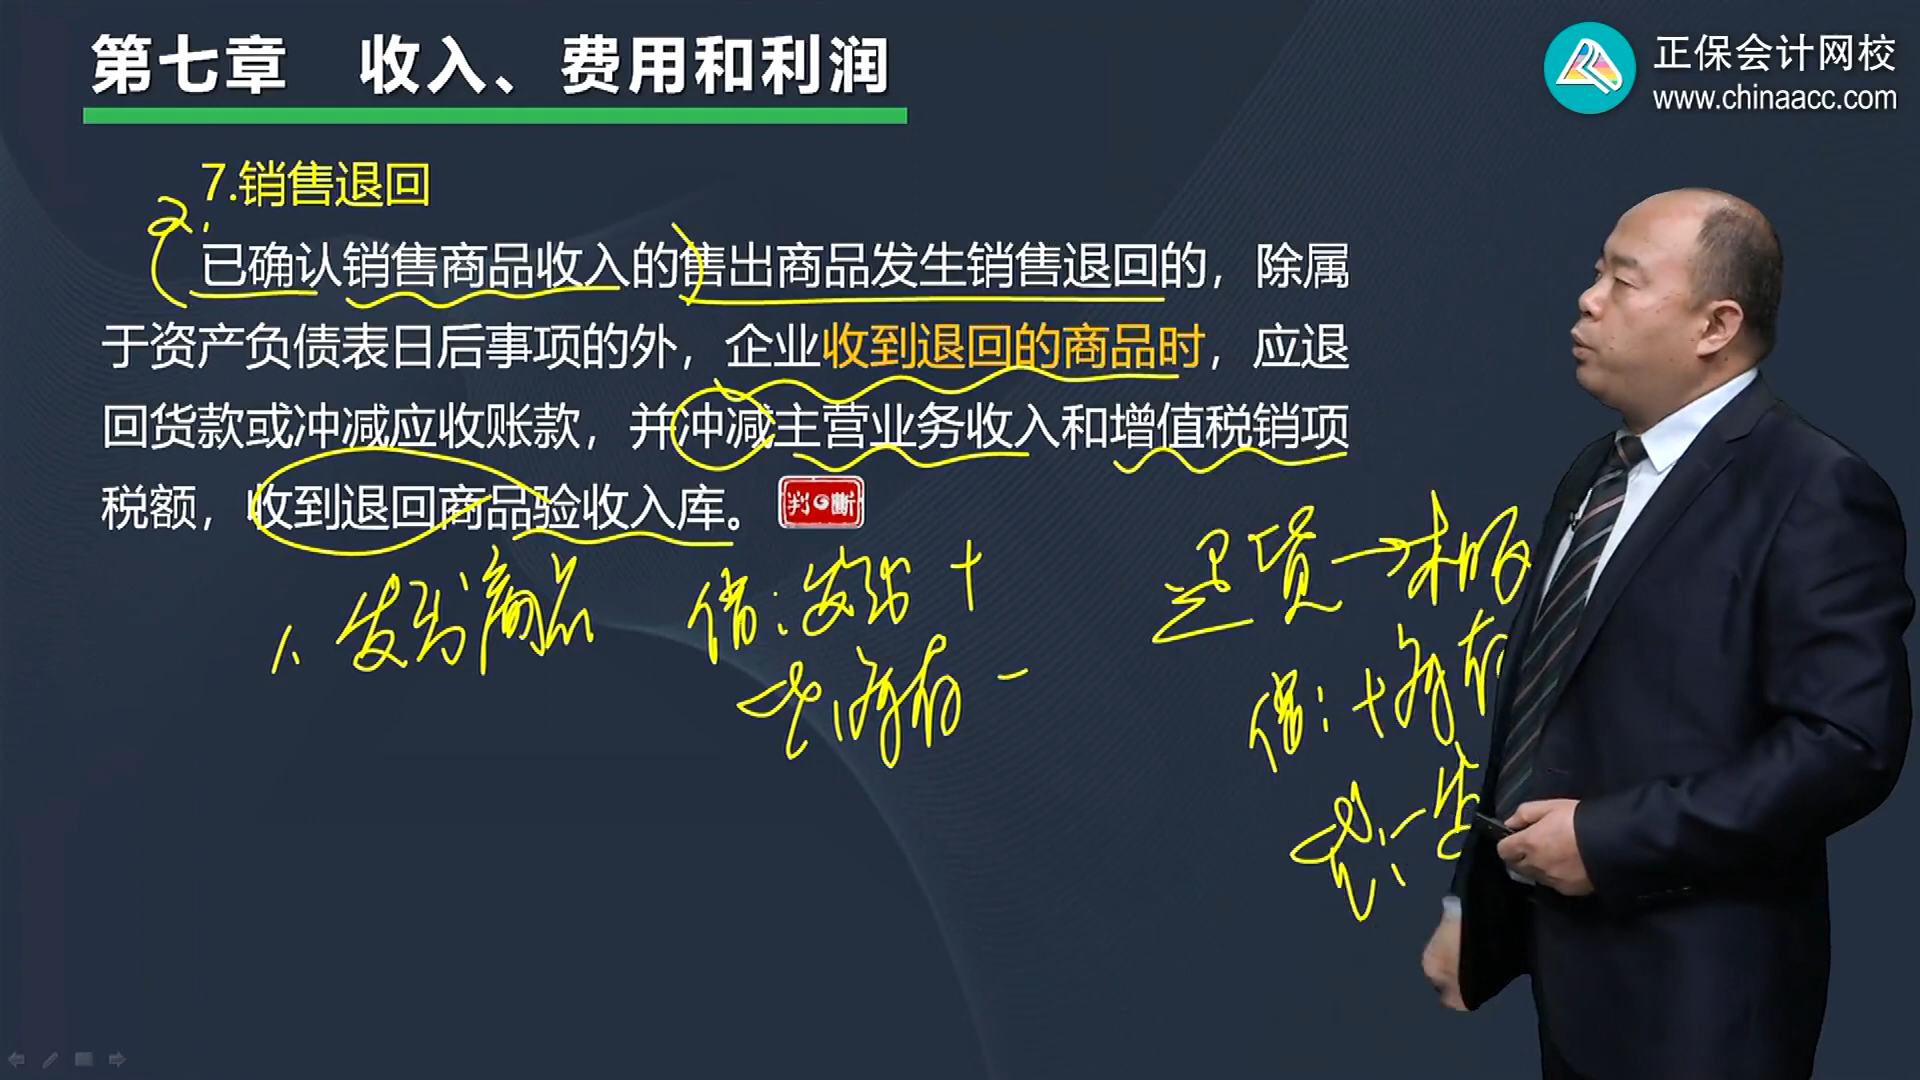 第七章 收入、费用和利润
正保会计网校
www.chinaacc.com
7.销售退回
2.
已确认销售商品收入的售出商品发生销售退回的，除属
于资产负债表日后事项的外，企业收到退回的商品时，应退
回货款或冲减应收账款，并冲减主营业务收入和增值税销项
税额，收到退回商品验收入库。 判断
1、发出商品 借：发出 +
贷：库存 -
退货→
借：+库存
贷：-